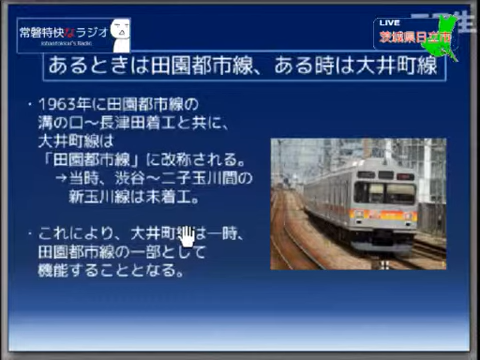 常磐特快なラジオ
LIVE
茨城県日立市
あるときは田園都市線、ある時は大井町線
・1963年に田園都市線の
溝の口～長津田着工と共に、
大井町線は
「田園都市線」に改称される。
→当時、渋谷～二子玉川間の
新玉川線は未着工。
・これにより、大井町線は一時、
田園都市線の一部として
機能することとなる。